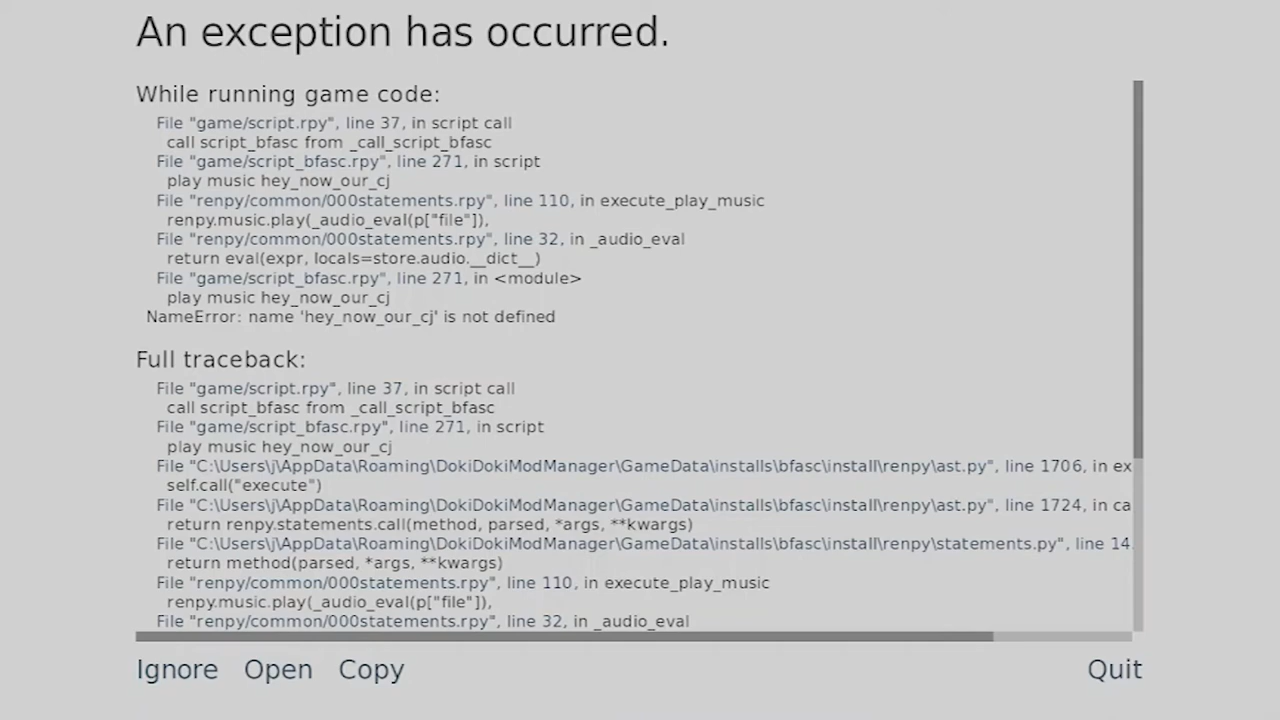 An exception has occurred.
While running game code:
File "game/script.rpy", line 37, in script call
call script_bfasc from _call_script_bfasc
File "game/script_bfasc.rpy", line 271, in script
play music hey_now_our_cj
File "renpy/common/000statements.rpy", line 110, in execute_play_music
renpy.music.play(_audio_eval(p["file"]),
File "renpy/common/000statements.rpy", line 32, in _audio_eval
return eval(expr, locals=store.audio.__dict__)
File "game/script_bfasc.rpy", line 271, in <module>
play music hey_now_our_cj
NameError: name 'hey_now_our_cj' is not defined
Full traceback:
File "game/script.rpy", line 37, in script call
call script_bfasc from _call_script_bfasc
File "game/script_bfasc.rpy", line 271, in script
play music hey_now_our_cj
File "C:\Users\j\AppData\Roaming\DokiDokiModManager\GameData\installs\bfasc\install\renpy\ast.py", line 1706, in ex
self.call("execute")
File "C:\Users\j\AppData\Roaming\DokiDokiModManager\GameData\installs\bfasc\install\renpy\ast.py", line 1724, in ca
return renpy.statements.call(method, parsed, *args, **kwargs)
File "C:\Users\j\AppData\Roaming\DokiDokiModManager\GameData\installs\bfasc\install\renpy\statements.py", line 14
return method(parsed, *args, **kwargs)
File "renpy/common/000statements.rpy", line 110, in execute_play_music
renpy.music.play(_audio_eval(p["file"]),
File "renpy/common/000statements.rpy", line 32, in _audio_eval
Ignore Open Copy Quit